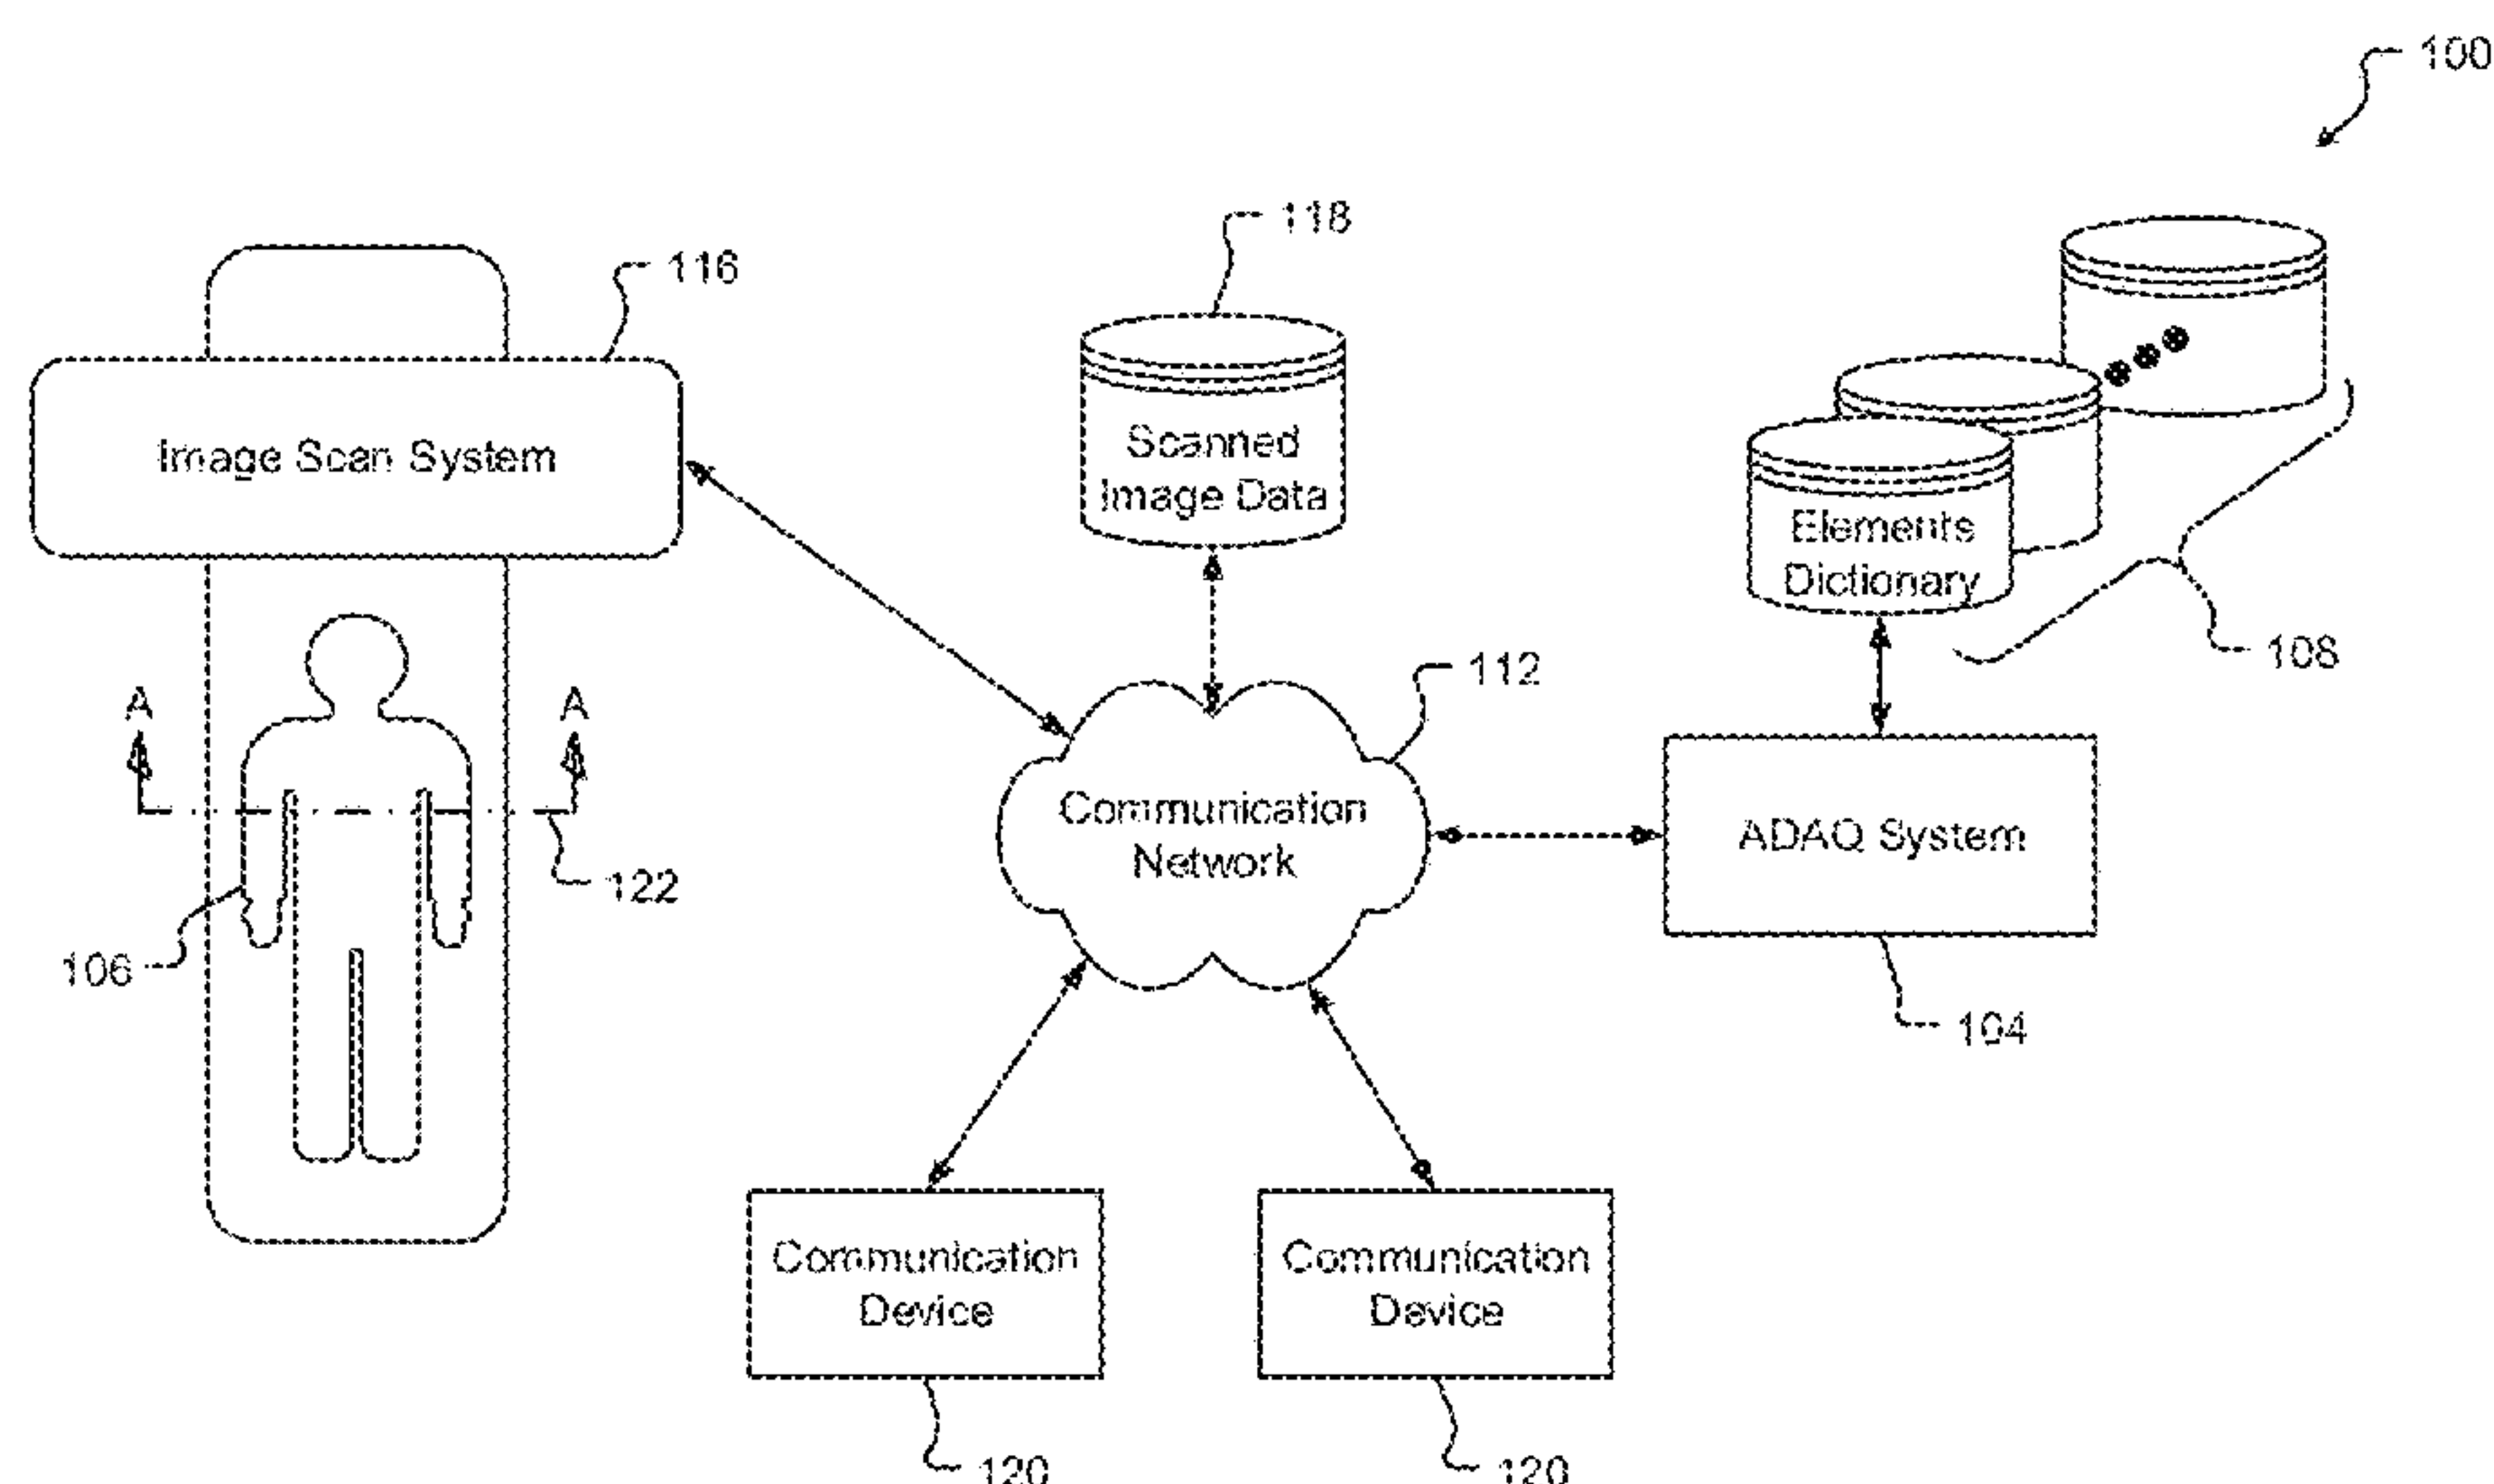 100
118
116
Image Scan System
Scanned
Image Data
Elements
Dictionary
108
112
A
A
Communication
Network
ADAQ System
122
106
104
Communication
Device
Communication
Device
120
120